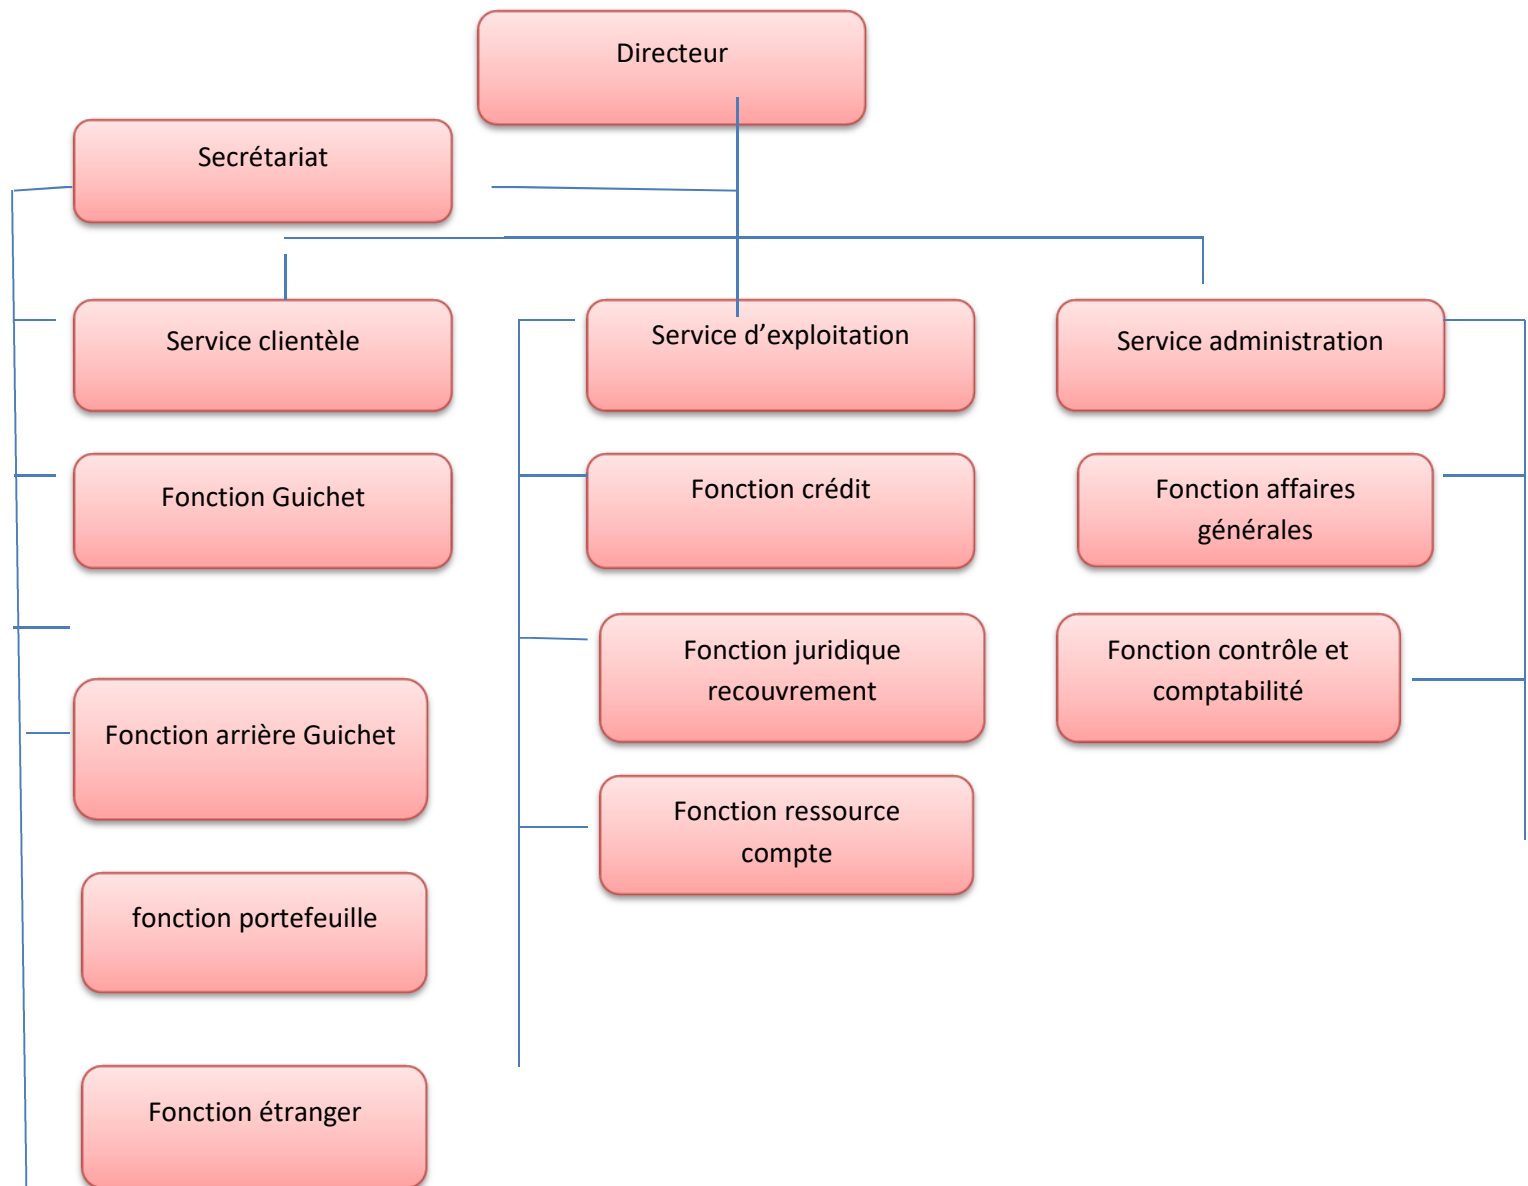 Directeur
Secrétariat
Service clientèle
Service d’exploitation
Service administration
Fonction Guichet
Fonction crédit
Fonction affaires
générales
Fonction juridique
recouvrement
Fonction contrôle et
comptabilité
Fonction arrière Guichet
Fonction ressource
compte
fonction portefeuille
Fonction étranger